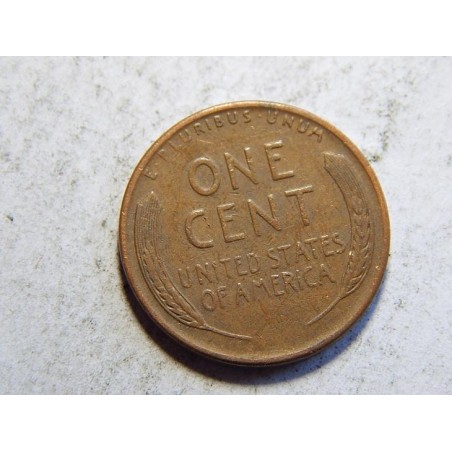 E · PLURIBUS · UNUM
ONE
CENT
UNITED STATES
OF AMERICA